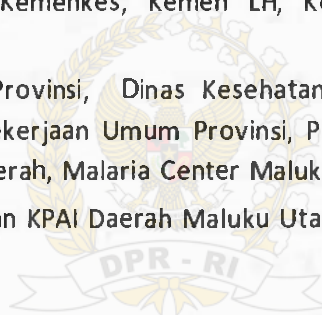 Kemenkes, Kemen LH, K
Provinsi, Dinas Kesehatan
ekerjaan Umum Provinsi, P
erah, Malaria Center Maluk
an KPAI Daerah Maluku Uta
DPR - RI